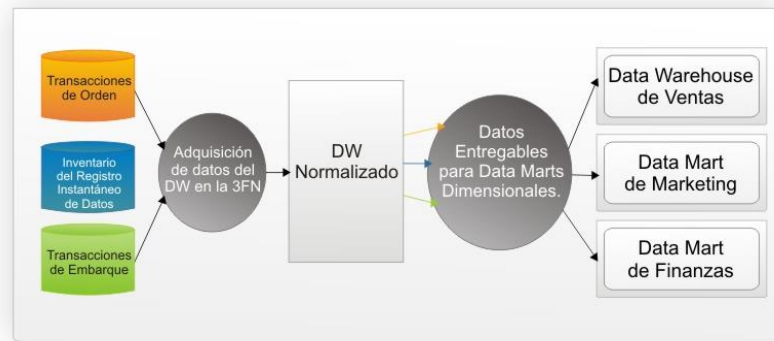 Transacciones
de Orden
Inventario
del Registro
Instantáneo
de Datos
Transacciones
de Embarque
Adquisición
de datos del
DW en la 3FN
DW
Normalizado
Datos
Entregables
para Data Marts
Dimensionales.
Data Warehouse
de Ventas
Data Mart
de Marketing
Data Mart
de Finanzas